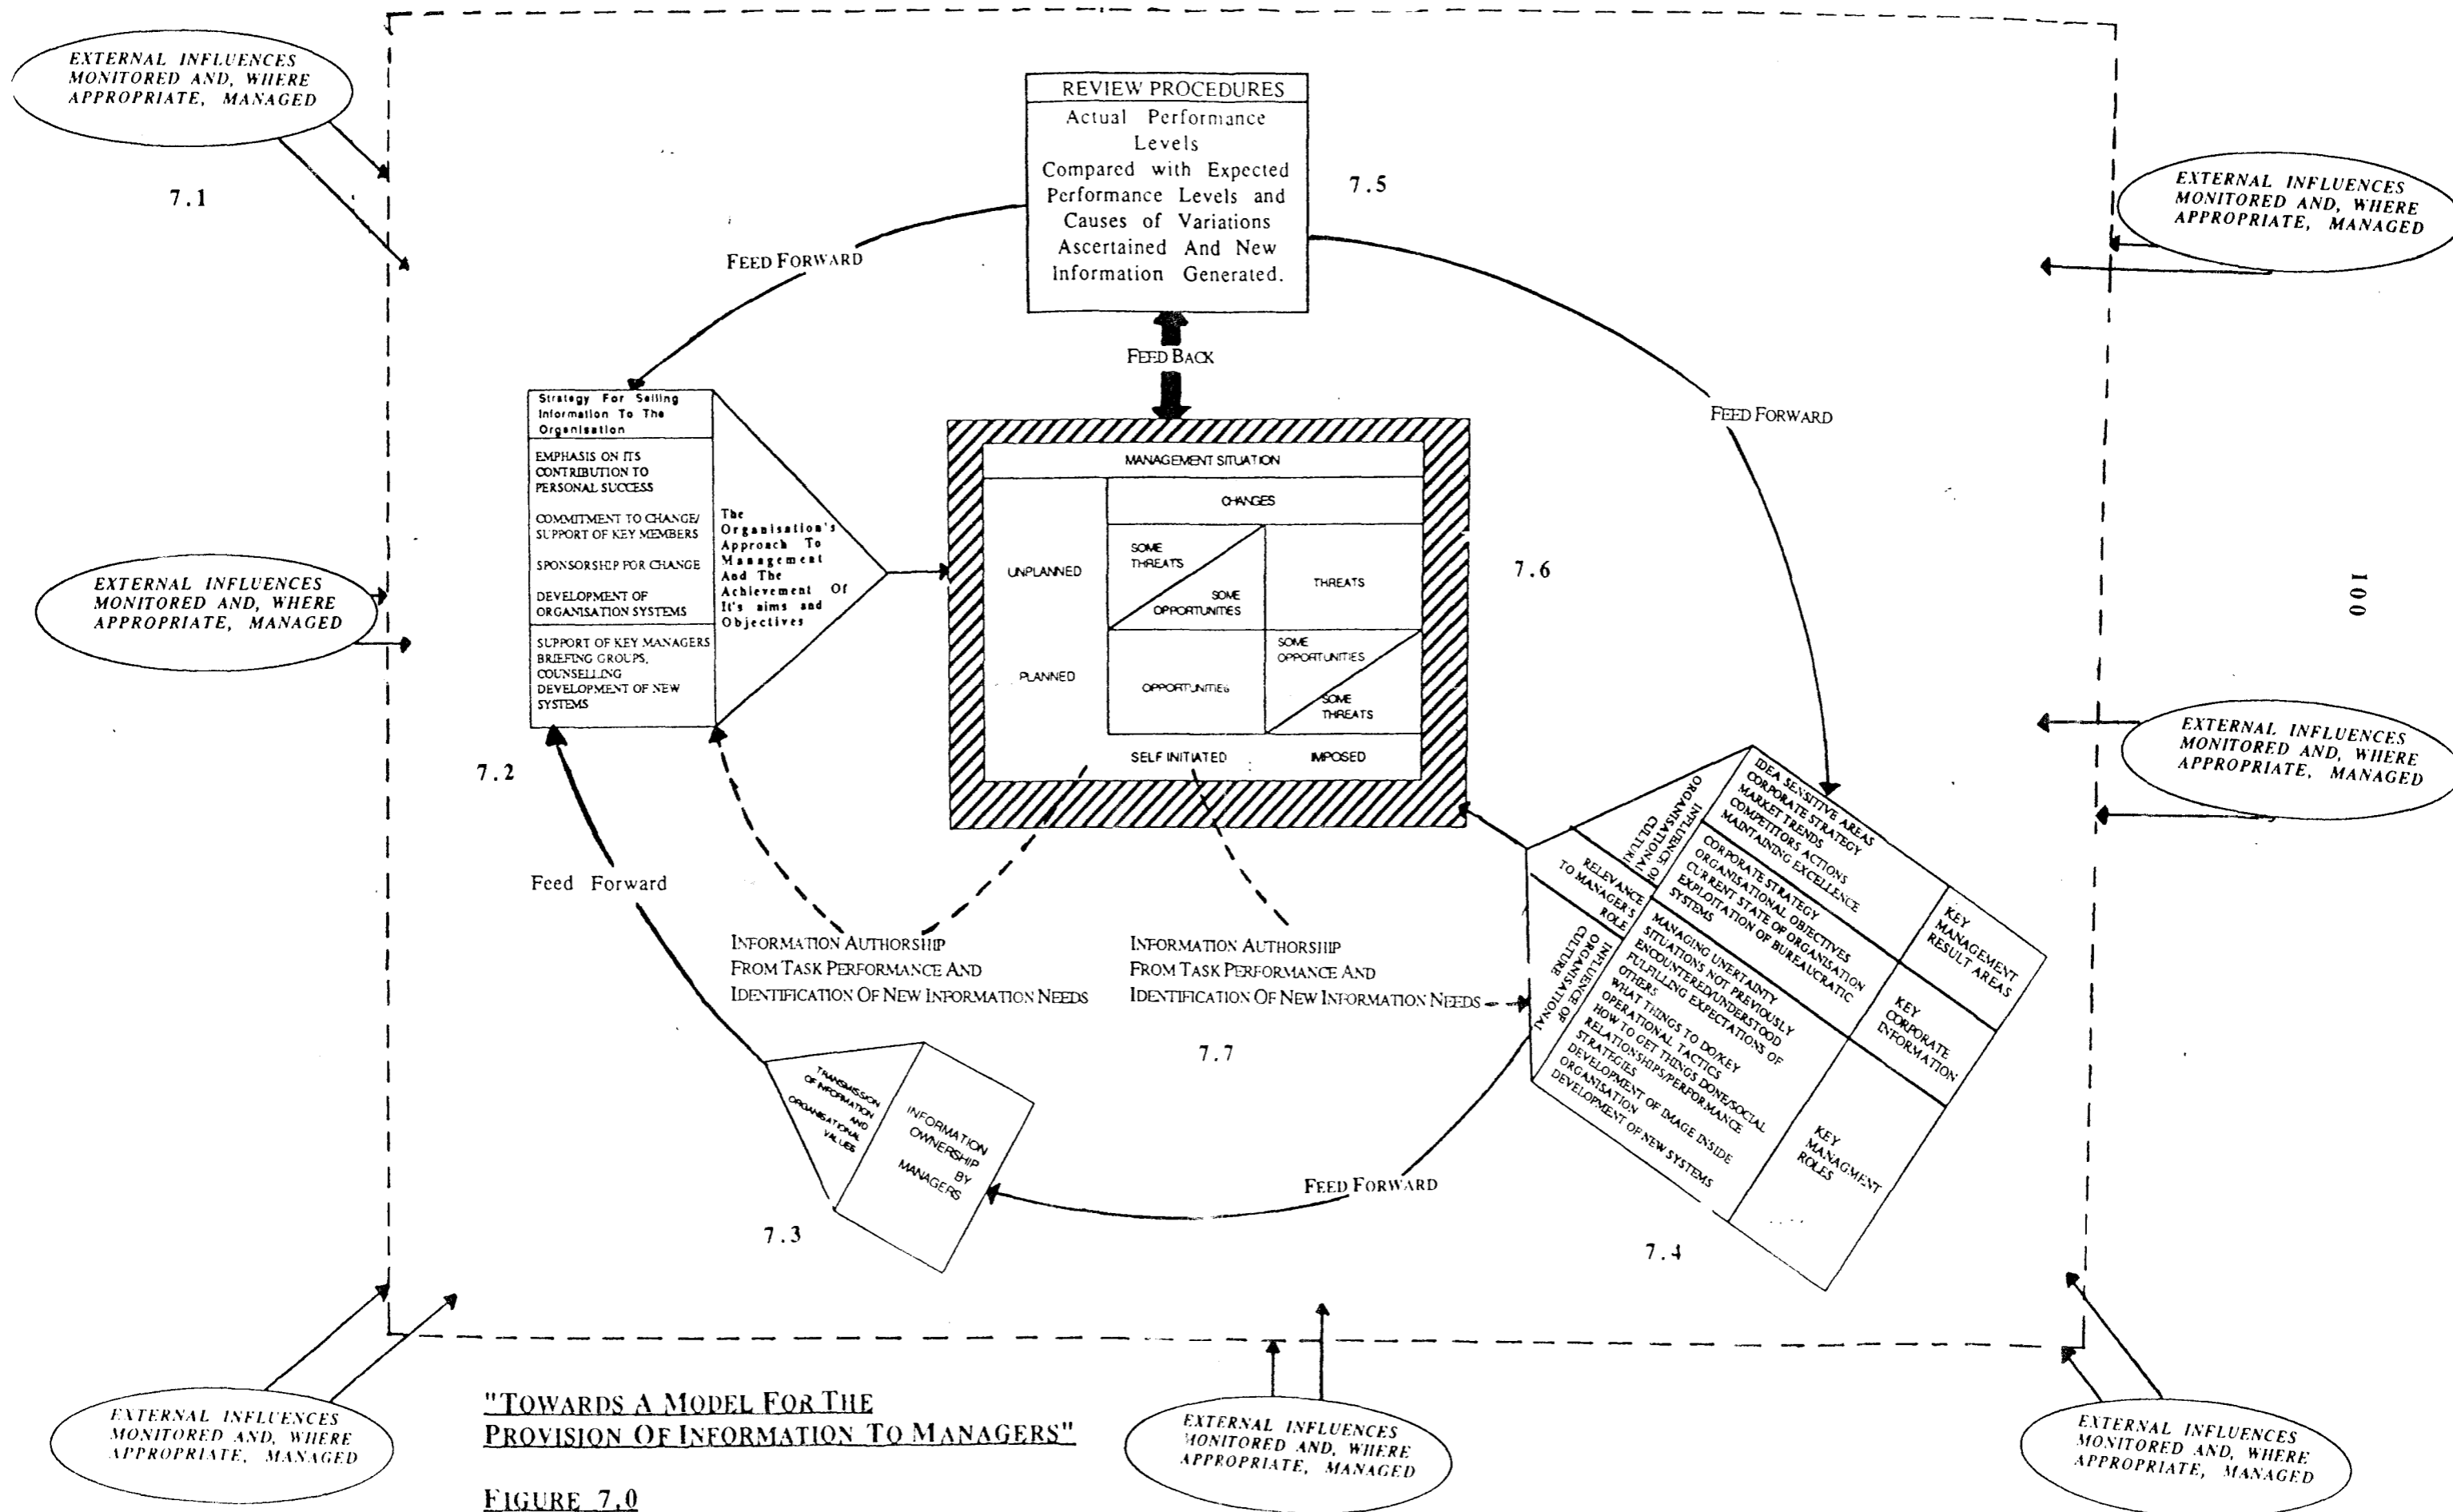 EXTERNAL INFLUENCES
MONITORED AND, WHERE
APPROPRIATE, MANAGED
7.1
REVIEW PROCEDURES
Actual Performance
Levels
Compared with Expected
Performance Levels and
Causes of Variations
Ascertained And New
Information Generated.
7.5
EXTERNAL INFLUENCES
MONITORED AND, WHERE
APPROPRIATE, MANAGED
FEED FORWARD
FEED BACK
FEED FORWARD
Strategy For Selling
Information To The
Organisation
EMPHASIS ON ITS
CONTRIBUTION TO
PERSONAL SUCCESS
COMMITMENT TO CHANGE/
SUPPORT OF KEY MEMBERS
SPONSORSHIP FOR CHANGE
DEVELOPMENT OF
ORGANISATION SYSTEMS
SUPPORT OF KEY MANAGERS
BRIEFING GROUPS,
COUNSELLING
DEVELOPMENT OF NEW
SYSTEMS
The
Organisation's
Approach To
Management
And The
Achievement Of
It's aims and
Objectives
7.2
MANAGEMENT SITUATION
CHANGES
UNPLANNED
SOME
THREATS
SOME
OPPORTUNITIES
THREATS
PLANNED
OPPORTUNITIES
SOME
OPPORTUNITIES
SOME
THREATS
SELF INITIATED
IMPOSED
7.6
100
EXTERNAL INFLUENCES
MONITORED AND, WHERE
APPROPRIATE, MANAGED
EXTERNAL INFLUENCES
MONITORED AND, WHERE
APPROPRIATE, MANAGED
Feed Forward
INFORMATION AUTHORSHIP
FROM TASK PERFORMANCE AND
IDENTIFICATION OF NEW INFORMATION NEEDS
INFORMATION AUTHORSHIP
FROM TASK PERFORMANCE AND
IDENTIFICATION OF NEW INFORMATION NEEDS
7.7
INFLUENCE OF
ORGANISATIONAL
CULTURE
IDEA SENSITIVE AREAS
CORPORATE STRATEGY
MARKET TRENDS
COMPETITORS ACTIONS
MAINTAINING EXCELLENCE
KEY
MANAGEMENT
RESULT AREAS
RELEVANCE
TO MANAGER'S
ROLE
CORPORATE STRATEGY
ORGANISATIONAL OBJECTIVES
CURRENT STATE OF ORGANISATION
EXPLOITATION OF BUREAUCRATIC
SYSTEMS
KEY
CORPORATE
INFORMATION
INFLUENCE OF
ORGANISATIONAL
CULTURE
MANAGING UNERTAINTY
SITUATIONS NOT PREVIOUSLY
ENCOUNTERED/UNDERSTOOD
FULFILLING EXPECTATIONS OF
OTHERS
WHAT THINGS TO DO/KEY
OPERATIONAL TACTICS
HOW TO GET THINGS DONE/SOCIAL
RELATIONSHIPS/PERFORMANCE
STRATEGIES
DEVELOPMENT OF IMAGE INSIDE
ORGANISATION
DEVELOPMENT OF NEW SYSTEMS
KEY
MANAGMENT
ROLES
7.4
TRANSMISSION
OF INFORMATION
AND
ORGANISATIONAL
VALUES
INFORMATION
OWNERSHIP
BY
MANAGERS
7.3
FEED FORWARD
EXTERNAL INFLUENCES
MONITORED AND, WHERE
APPROPRIATE, MANAGED
"TOWARDS A MODEL FOR THE
PROVISION OF INFORMATION TO MANAGERS"
FIGURE 7.0
EXTERNAL INFLUENCES
MONITORED AND, WHERE
APPROPRIATE, MANAGED
EXTERNAL INFLUENCES
MONITORED AND, WHERE
APPROPRIATE, MANAGED